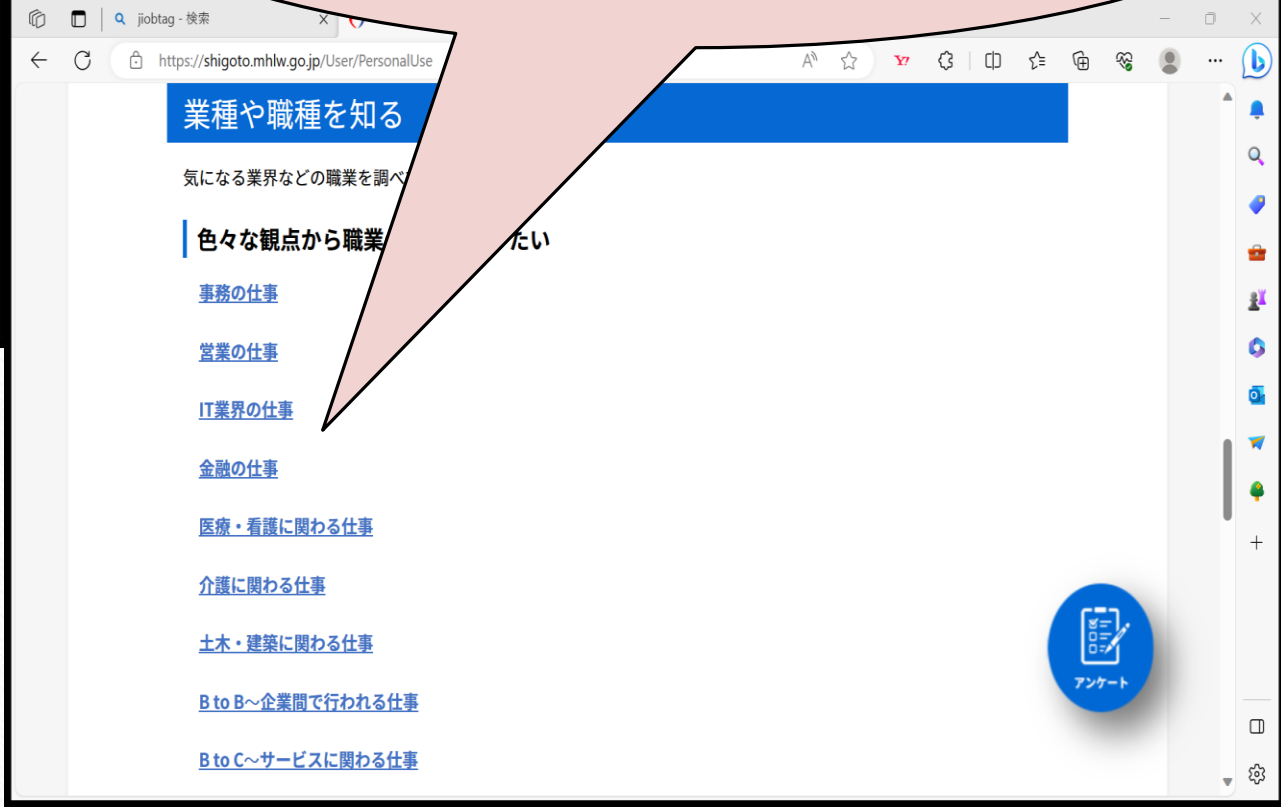 jiobtag - 検索
https://shigoto.mhlw.go.jp/User/PersonalUse
業種や職種を知る
気になる業界などの職業を調べ
色々な観点から職業 たい
事務の仕事
営業の仕事
IT業界の仕事
金融の仕事
医療・看護に関わる仕事
介護に関わる仕事
土木・建築に関わる仕事
B to B～企業間で行われる仕事
アンケート
B to C～サービスに関わる仕事